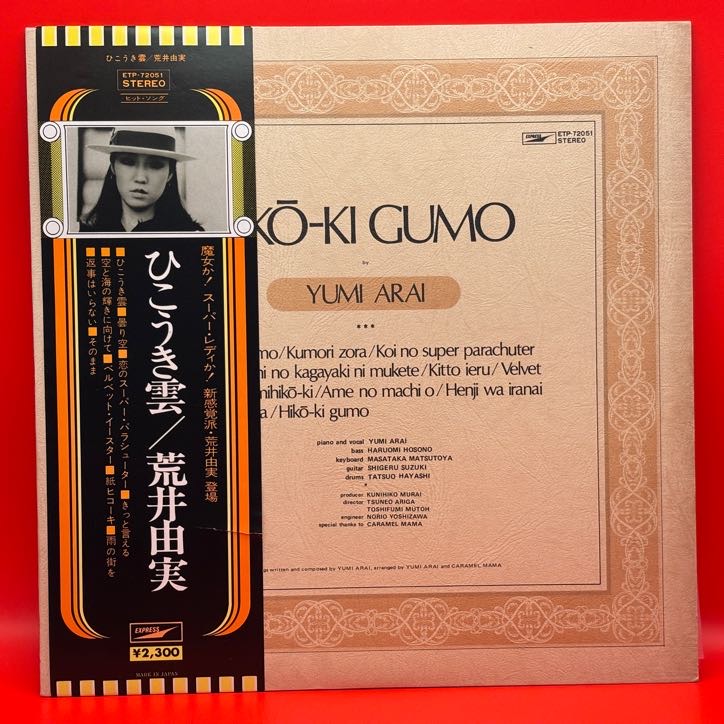 ひこうき雲/荒井由実
ETP-72051
STEREO
ヒット・ソング
魔女か!スーパー・レディか!新感覚派・荒井由実登場
ひこうき雲/荒井由実
■ひこうき雲■曇り空■恋のスーパー・パラシューター■きっと言える
■空と海の輝きに向けて■ベルベット・イースター■紙ヒコーキ■雨の街を
■返事はいらない■そのまま
EXPRESS
¥2,300
MADE IN JAPAN
EXPRESS
ETP-72051
STEREO
KŌ-KI GUMO
by
YUMI ARAI
***
mo/Kumori zora/Koi no super parachuter
ni no kagayaki ni mukete/Kitto ieru/Velvet
mihikō-ki/Ame no machi o/Henji wa iranai
a/Hikō-ki gumo
piano and vocal YUMI ARAI
bass HARUOMI HOSONO
keyboard MASATAKA MATSUTOYA
guitar SHIGERU SUZUKI
drums TATSUO HAYASHI
*
producer KUNIHIKO MURAI
director TSUNEO ARIGA
TOSHIFUMI MUTOH
engineer NORIO YOSHIZAWA
special thanks to CARAMEL MAMA
ngs written and composed by YUMI ARAI, arranged by YUMI ARAI and CARAMEL MAMA